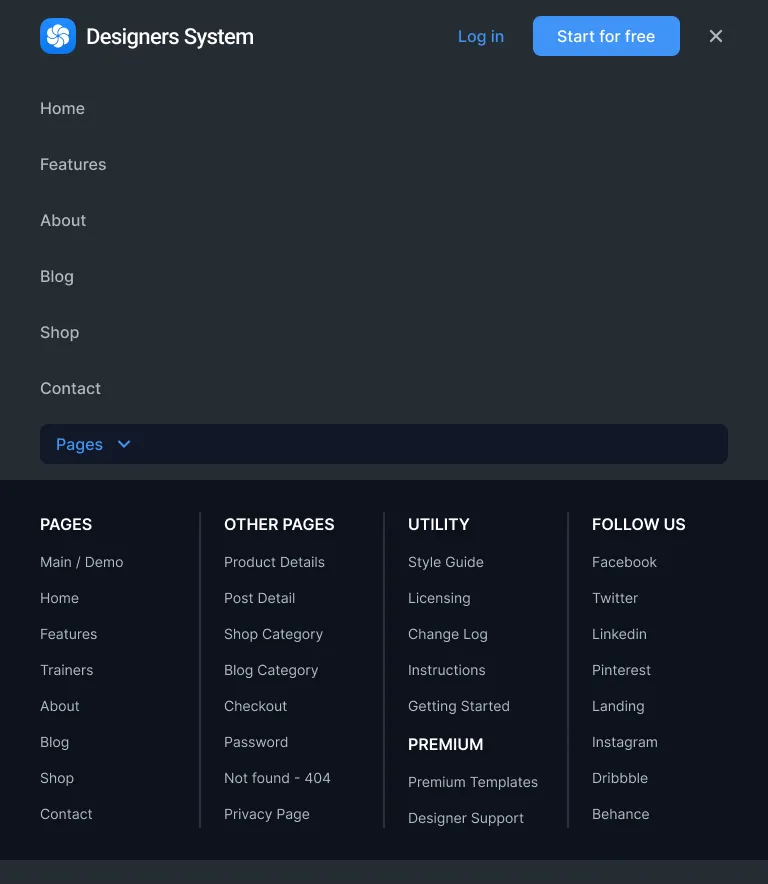 Designers System
Log in
Start for free
Home
Features
About
Blog
Shop
Contact
Pages
PAGES
Main / Demo
Home
Features
Trainers
About
Blog
Shop
Contact
OTHER PAGES
Product Details
Post Detail
Shop Category
Blog Category
Checkout
Password
Not found - 404
Privacy Page
UTILITY
Style Guide
Licensing
Change Log
Instructions
Getting Started
PREMIUM
Premium Templates
Designer Support
FOLLOW US
Facebook
Twitter
Linkedin
Pinterest
Landing
Instagram
Dribbble
Behance